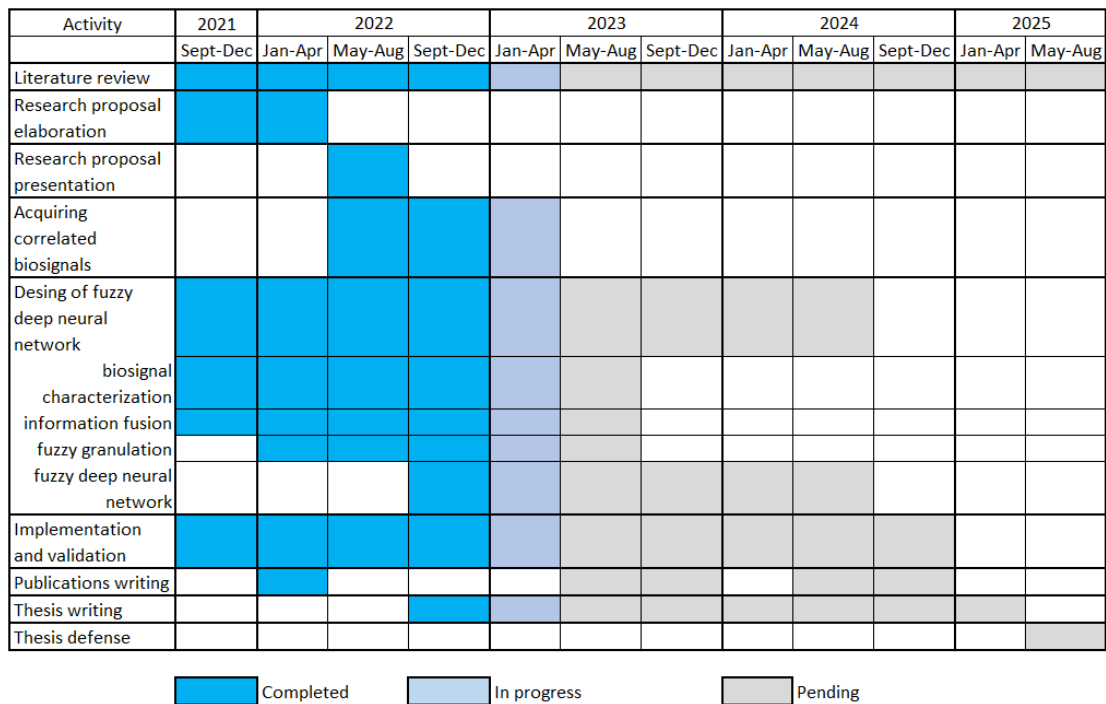 Activity 2021 2022 2023 2024 2025
Sept-Dec Jan-Apr May-Aug Sept-Dec Jan-Apr May-Aug Sept-Dec Jan-Apr May-Aug Sept-Dec Jan-Apr May-Aug
Literature review
Research proposal
elaboration
Research proposal
presentation
Acquiring
correlated
biosignals
Desing of fuzzy
deep neural
network
biosignal
characterization
information fusion
fuzzy granulation
fuzzy deep neural
network
Implementation
and validation
Publications writing
Thesis writing
Thesis defense
Completed In progress Pending